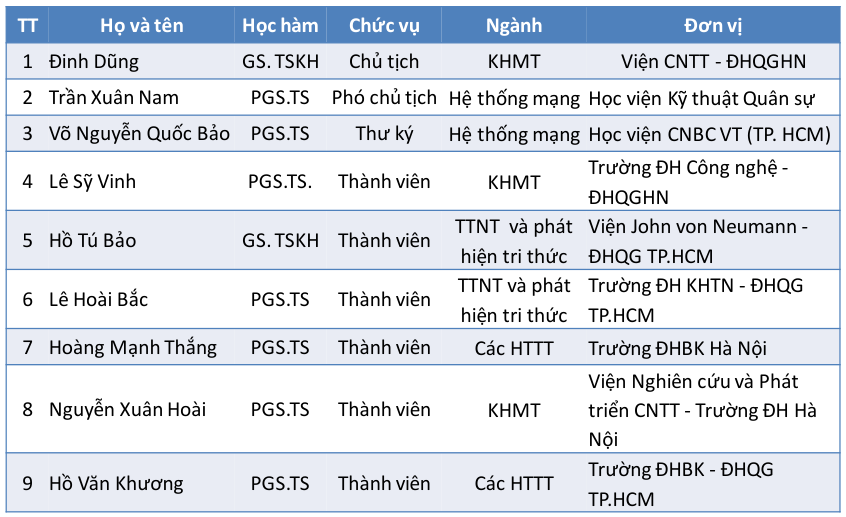 TT Họ và tên Học hàm Chức vụ Ngành Đơn vị
1 Đinh Dũng GS. TSKH Chủ tịch KHMT Viện CNTT - ĐHQGHN
2 Trần Xuân Nam PGS.TS Phó chủ tịch Hệ thống mạng Học viện Kỹ thuật Quân sự
3 Võ Nguyễn Quốc Bảo PGS.TS Thư ký Hệ thống mạng Học viện CNBC VT (TP. HCM)
4 Lê Sỹ Vinh PGS.TS. Thành viên KHMT Trường ĐH Công nghệ -
ĐHQGHN
5 Hồ Tú Bảo GS. TSKH Thành viên TTNT và phát Viện John von Neumann -
hiện tri thức ĐHQG TP.HCM
6 Lê Hoài Bắc PGS.TS Thành viên TTNT và phát Trường ĐH KHTN - ĐHQG
hiện tri thức TP.HCM
7 Hoàng Mạnh Thắng PGS.TS Thành viên Các HTTT Trường ĐHBK Hà Nội
8 Nguyễn Xuân Hoài PGS.TS Thành viên KHMT Viện Nghiên cứu và Phát
triển CNTT - Trường ĐH Hà
Nội
9 Hồ Văn Khương PGS.TS Thành viên Các HTTT Trường ĐHBK - ĐHQG
TP.HCM